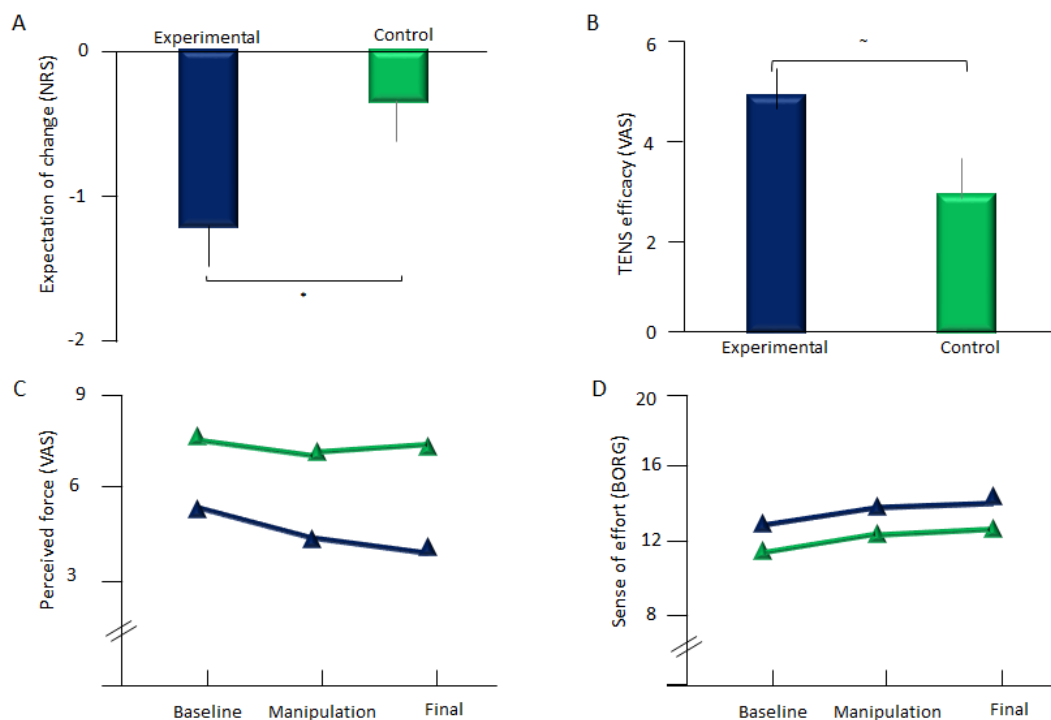 A
Experimental
Control
Expectation of change (NRS)
0
-1
-2
*
B
TENS efficacy (VAS)
6
4
2
0
~
Experimental
Control
C
Perceived force (VAS)
9
6
3
Baseline
Manipulation
Final
D
Sense of effort (BORG)
20
16
12
8
Baseline
Manipulation
Final